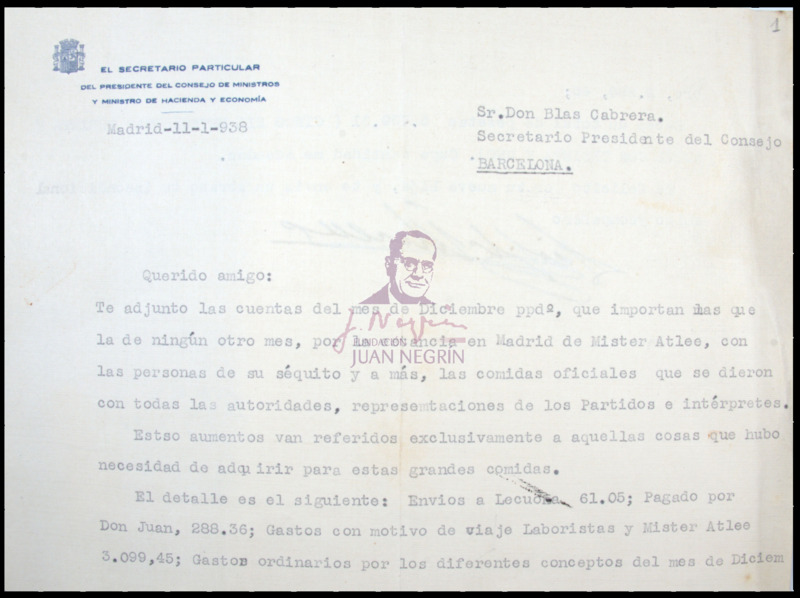 1
EL SECRETARIO PARTICULAR
DEL PRESIDENTE DEL CONSEJO DE MINISTROS
Y MINISTRO DE HACIENDA Y ECONOMÍA
Madrid-11-1-938
Sr.Don Blas Cabrera.
Secretario Presidente del Consejo
BARCELONA.
Querido amigo:
Te adjunto las cuentas del mes de Diciembre ppdº, que importan mas que
la de ningún otro mes, por la estancia en Madrid de Mister Atlee, con
las personas de su séquito y a más, las comidas oficiales que se dieron
con todas las autoridades, represemtaciones de los Partidos e intérpretes.
Estso aumentos van referidos exclusivamente a aquellas cosas que hubo
necesidad de adquirir para estas grandes comidas.
El detalle es el siguiente: Envios a 61.05; Pagado por
Don Juan, 288.36; Gastos con motivo de viaje Laboristas y Mister Atlee
3.099,45; Gastos ordinarios por los diferentes conceptos del mes de Diciem
J. Negrín
FUNDACIÓN
JUAN NEGRÍN